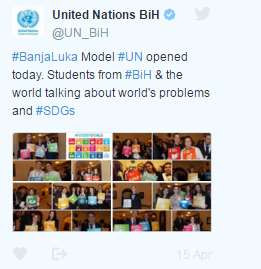 United Nations BiH
@UN_BiH
#BanjaLuka Model #UN opened
today. Students from #BiH & the
world talking about world's problems
and #SDGs
15 Apr